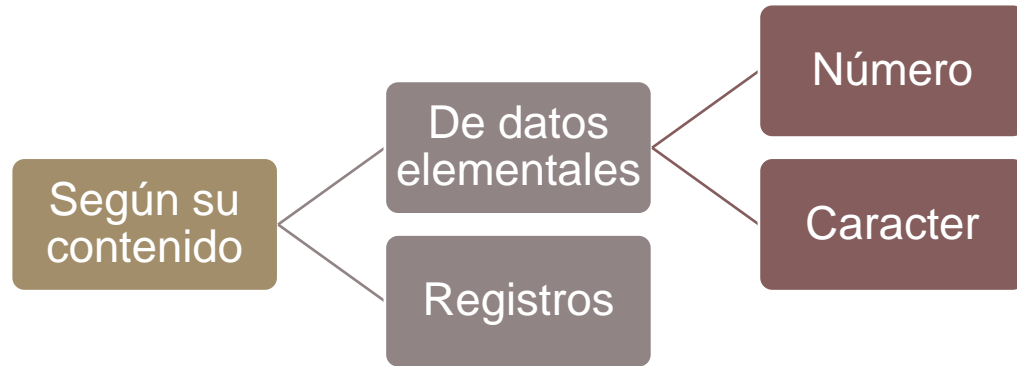 Según su
contenido
De datos
elementales
Registros
Número
Caracter